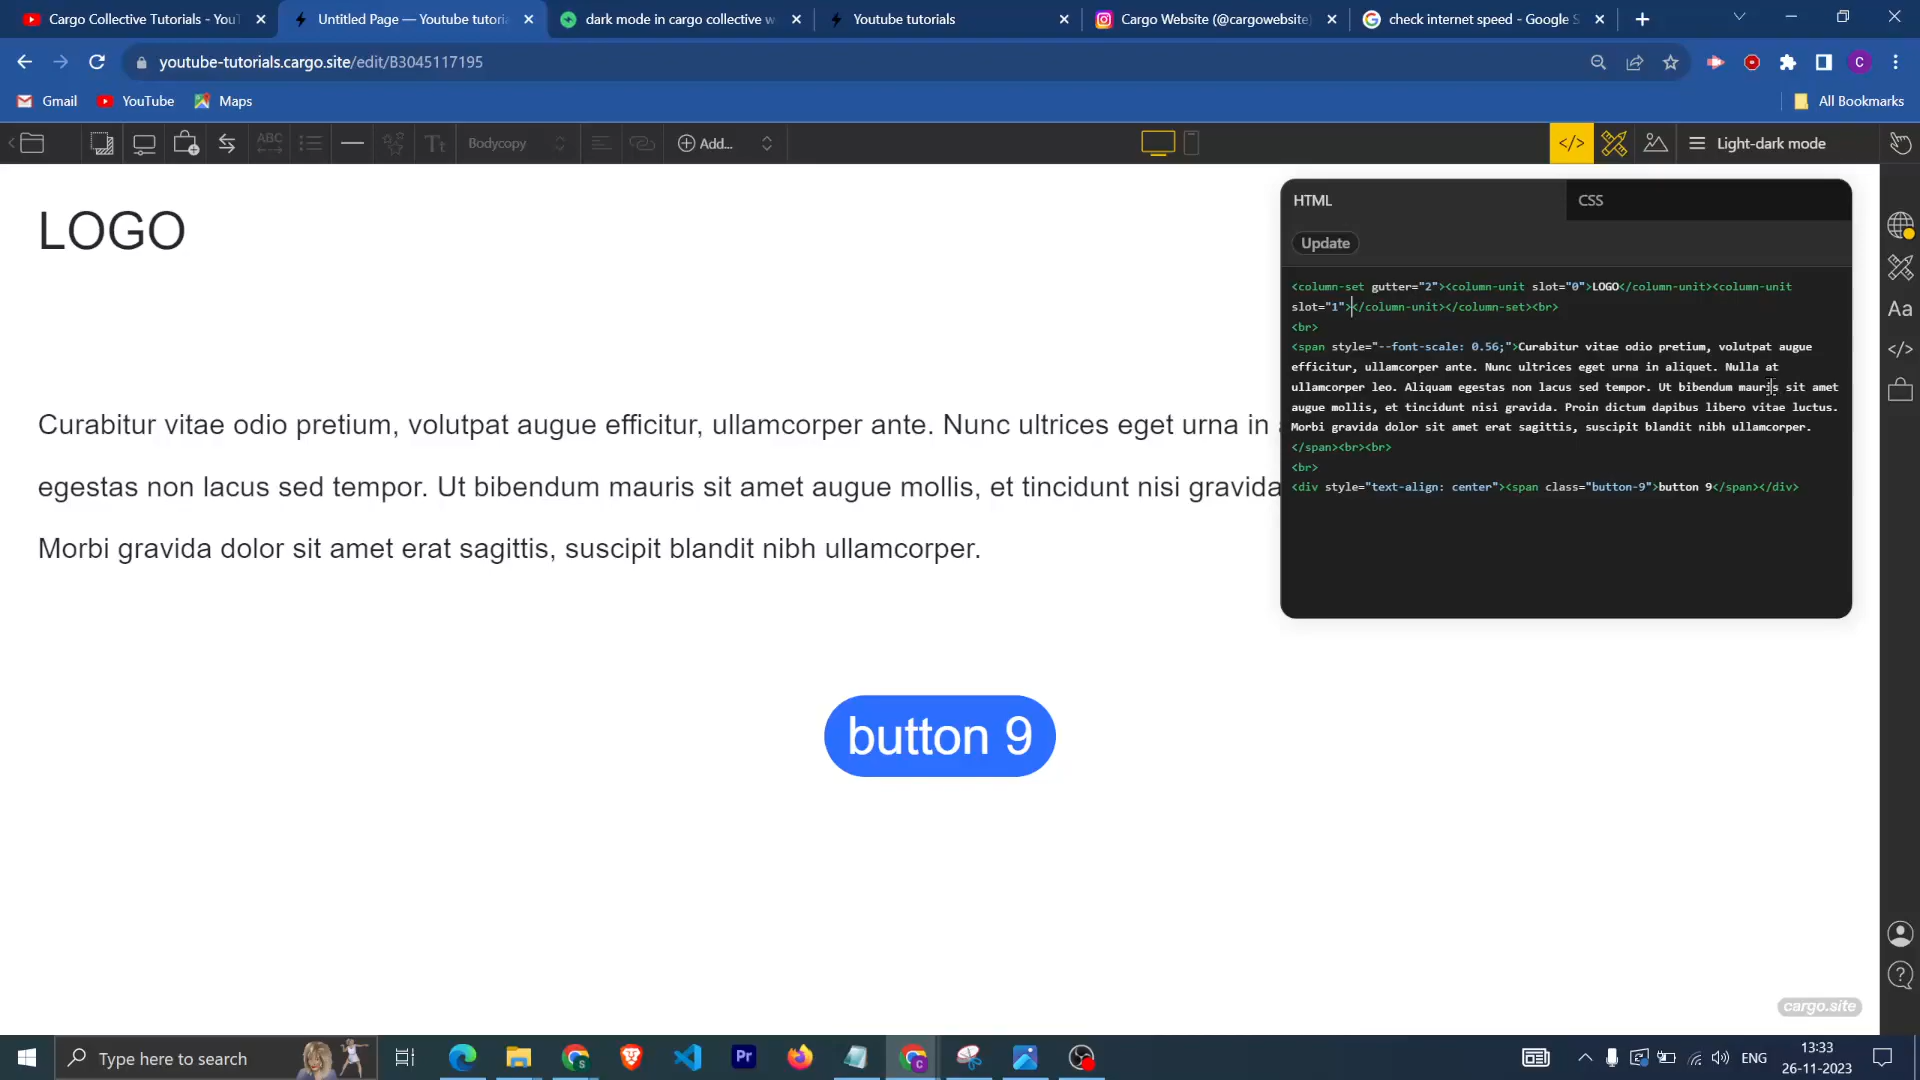 Cargo Collective Tutorials - YouT
Untitled Page — Youtube tutoria
dark mode in cargo collective w
Youtube tutorials
Cargo Website (@cargowebsite)
check internet speed - Google S
youtube-tutorials.cargo.site/edit/B3045117195
C
Gmail
YouTube
Maps
All Bookmarks
ABC
Tt
Bodycopy
Add...
</>
Light-dark mode
LOGO
HTML
CSS
Update
<column-set gutter="2"><column-unit slot="0">LOGO</column-unit><column-unit
slot="1"></column-unit></column-set><br>
<br>
<span style="--font-scale: 0.56;">Curabitur vitae odio pretium, volutpat augue
efficitur, ullamcorper ante. Nunc ultrices eget urna in aliquet. Nulla at
ullamcorper leo. Aliquam egestas non lacus sed tempor. Ut bibendum mauris sit amet
augue mollis, et tincidunt nisi gravida. Proin dictum dapibus libero vitae luctus.
Morbi gravida dolor sit amet erat sagittis, suscipit blandit nibh ullamcorper.
</span><br><br>
<br>
<div style="text-align: center"><span class="button-9">button 9</span></div>
Aa
</>
Curabitur vitae odio pretium, volutpat augue efficitur, ullamcorper ante. Nunc ultrices eget urna in
egestas non lacus sed tempor. Ut bibendum mauris sit amet augue mollis, et tincidunt nisi gravida
Morbi gravida dolor sit amet erat sagittis, suscipit blandit nibh ullamcorper.
button 9
cargo.site
Type here to search
S
Pr
C
ENG
13:33
26-11-2023